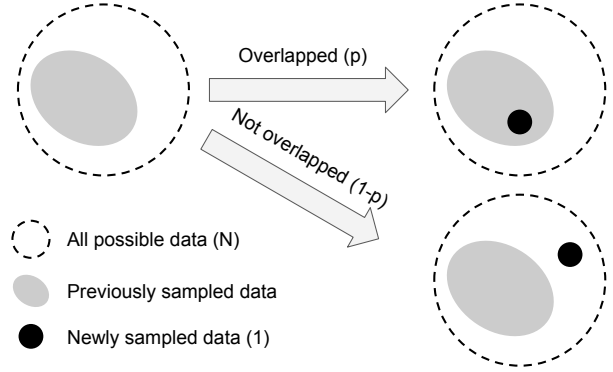 Overlapped (p)
Not overlapped (1-p)
All possible data (N)
Previously sampled data
Newly sampled data (1)